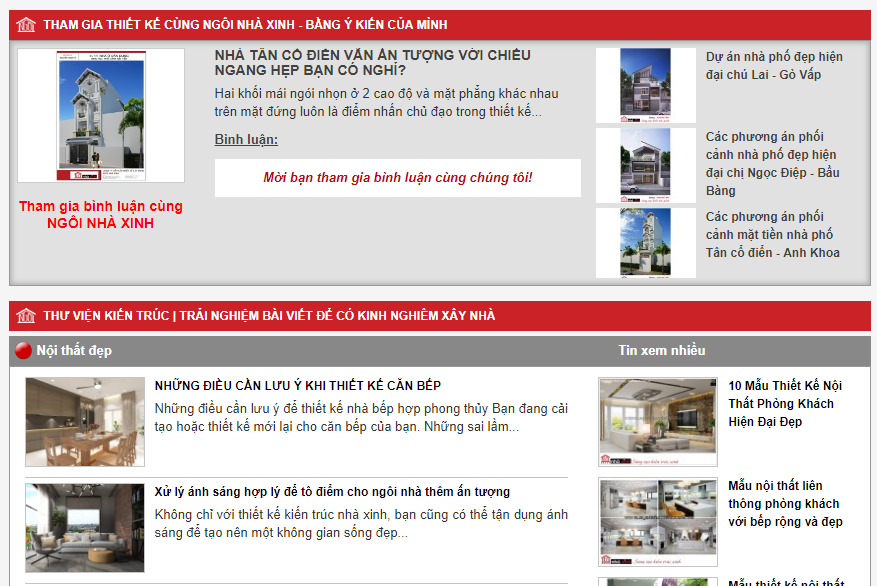 THAM GIA THIẾT KẾ CÙNG NGÔI NHÀ XINH - BẰNG Ý KIẾN CỦA MÌNH
NHÀ TÂN CỔ ĐIỂN VẪN ẤN TƯỢNG VỚI CHIỀU
NGANG HẸP BẠN CÓ NGHĨ?
Hai khối mái ngói nhọn ở 2 cao độ và mặt phẳng khác nhau
trên mặt đứng luôn là điểm nhấn chủ đạo trong thiết kế...
Bình luận:
Mời bạn tham gia bình luận cùng chúng tôi!
Tham gia bình luận cùng
NGÔI NHÀ XINH
Dự án nhà phố đẹp hiện
đại chú Lai - Gò Vấp
Các phương án phối
cảnh nhà phố đẹp hiện
đại chị Ngọc Điệp - Bầu
Bàng
Các phương án phối
cảnh mặt tiền nhà phố
Tân cổ điển - Anh Khoa
THƯ VIỆN KIẾN TRÚC | TRẢI NGHIỆM BÀI VIẾT ĐỂ CÓ KINH NGHIỆM XÂY NHÀ
Nội thất đẹp
NHỮNG ĐIỀU CẦN LƯU Ý KHI THIẾT KẾ CĂN BẾP
Những điều cần lưu ý để thiết kế nhà bếp hợp phong thủy Bạn đang cải
tạo hoặc thiết kế mới lại cho căn bếp của bạn. Những sai lầm...
Xử lý ánh sáng hợp lý để tô điểm cho ngôi nhà thêm ấn tượng
Không chỉ với thiết kế kiến trúc nhà xinh, bạn cũng có thể tận dụng ánh
sáng để tạo nên một không gian sống đẹp...
Tin xem nhiều
10 Mẫu Thiết Kế Nội
Thất Phòng Khách
Hiện Đại Đẹp
Mẫu nội thất liên
thông phòng khách
với bếp rộng và đẹp
Mẫu thiết kế nội thất